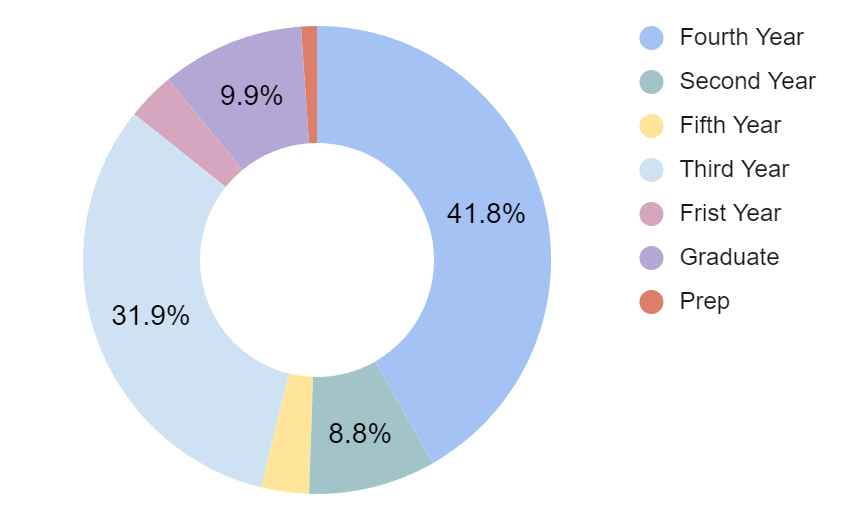 Fourth Year
Second Year
Fifth Year
Third Year
Frist Year
Graduate
Prep
9.9%
41.8%
31.9%
8.8%